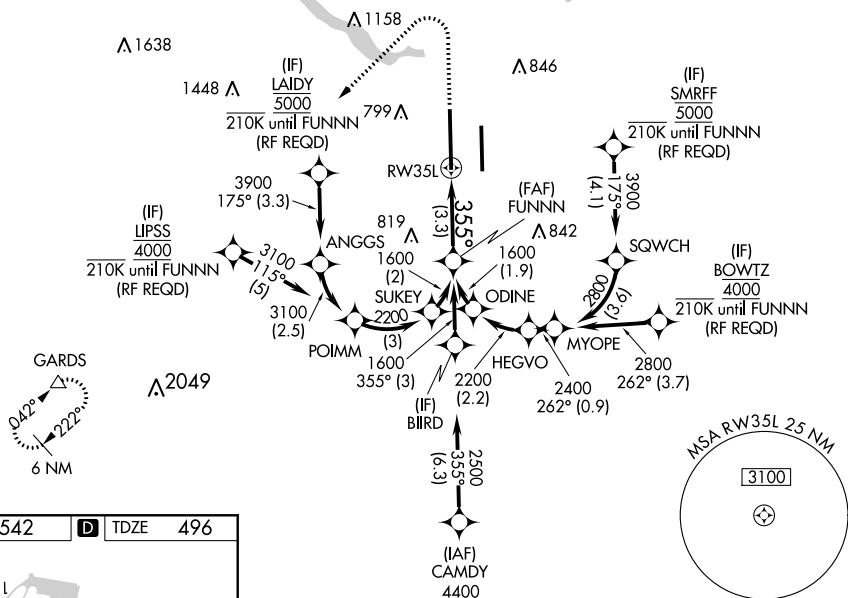 1158
1638
846
(IF)
LAIDY
5000
210K until FUNNN
(RF REQD)
1448
799
(IF)
SMRFF
5000
210K until FUNNN
(RF REQD)
RW35L
3900
175° (3.3)
355°
(3.3)
(FAF)
FUNNN
3900
175°
(4.1)
(IF)
LIPSS
4000
210K until FUNNN
(RF REQD)
3100
115°
(5)
ANGGS
819
842
1600
(2)
1600
(1.9)
SQWCH
(IF)
BOWTZ
4000
210K until FUNNN
(RF REQD)
3100
(2.5)
SUKEY
ODINE
2800
(3.6)
2200
(3)
POIMM
HEGVO
MYOPE
1600
355° (3)
2200
(2.2)
2400
262° (0.9)
2800
262° (3.7)
GARDS
042°
222°
6 NM
2049
(IF)
BIIRD
2500
355°
(6.3)
MSA RW35L 25 NM
3100
542
D
TDZE 496
(IAF)
CAMDY
4400
L